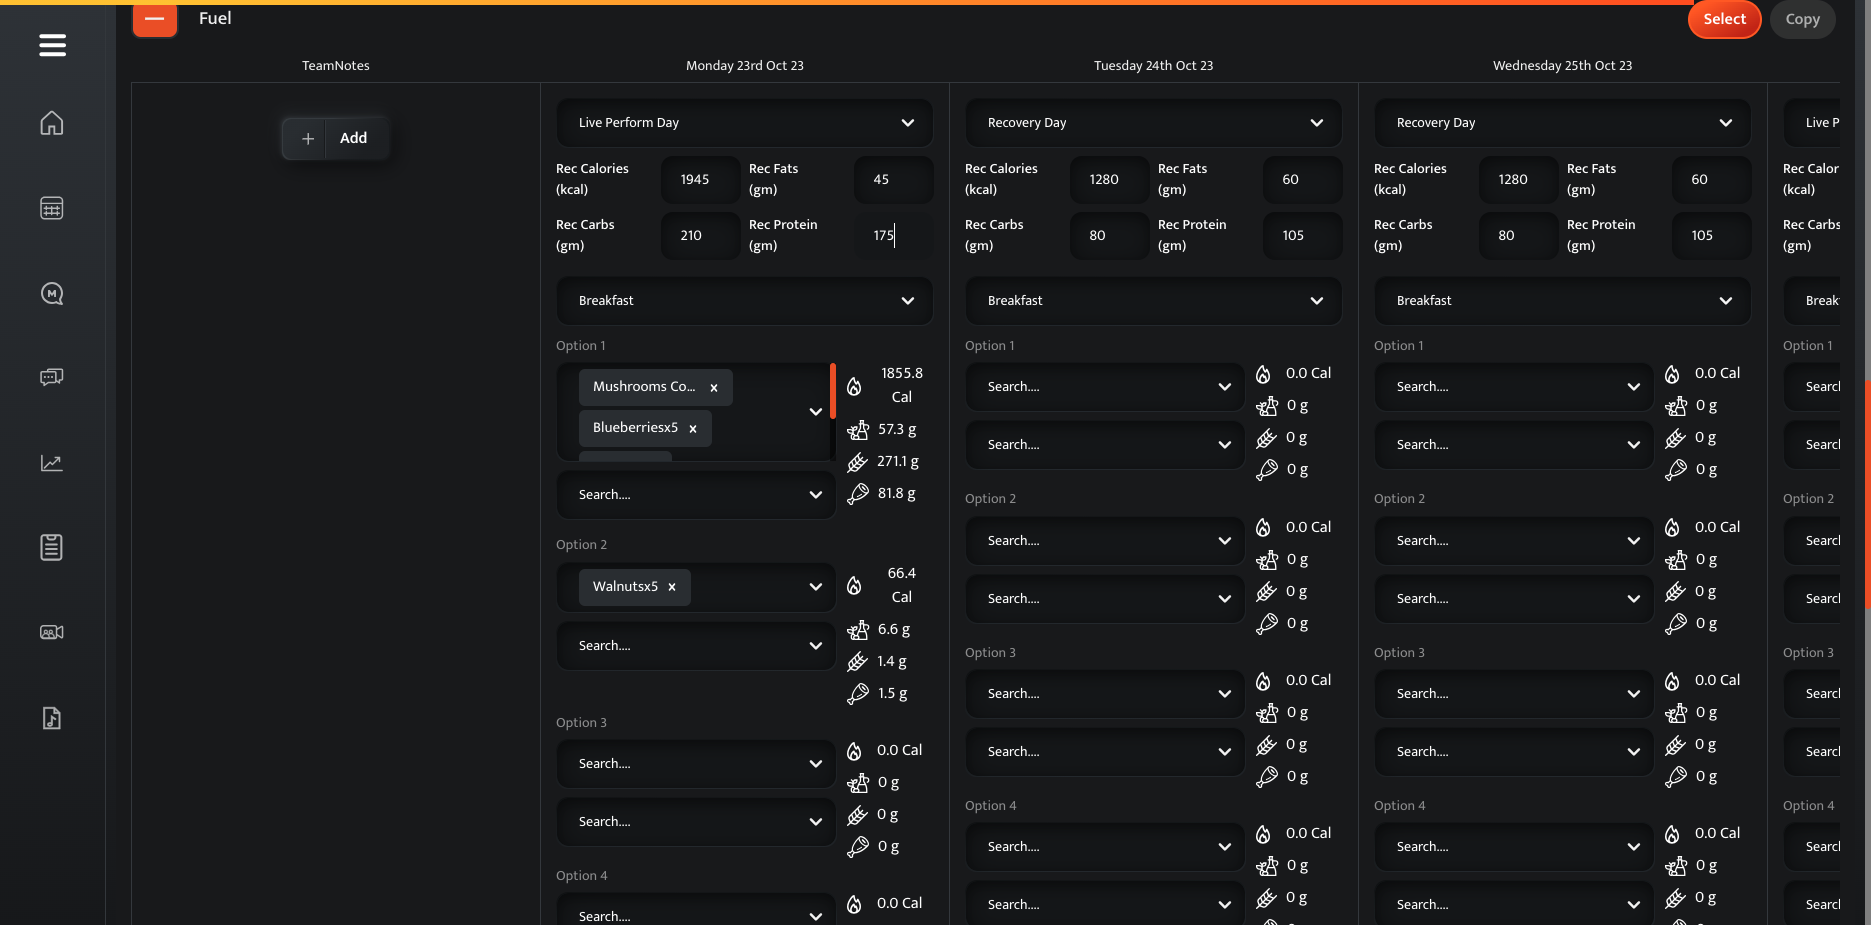 Fuel
Select
Copy
TeamNotes
Monday 23rd Oct 23
Tuesday 24th Oct 23
Wednesday 25th Oct 23
Add
Live Perform Day
Rec Calories (kcal)
1945
Rec Fats (gm)
45
Rec Carbs (gm)
210
Rec Protein (gm)
175
Breakfast
Option 1
Mushrooms Co...
Blueberriesx5
1855.8 Cal
57.3 g
271.1 g
81.8 g
Search....
Option 2
Walnutsx5
66.4 Cal
6.6 g
1.4 g
1.5 g
Search....
Option 3
Search....
Search....
0.0 Cal
0 g
0 g
0 g
Option 4
Search....
0.0 Cal
Recovery Day
Rec Calories (kcal)
1280
Rec Fats (gm)
60
Rec Carbs (gm)
80
Rec Protein (gm)
105
Breakfast
Option 1
Search....
Search....
0.0 Cal
0 g
0 g
0 g
Option 2
Search....
Search....
0.0 Cal
0 g
0 g
0 g
Option 3
Search....
Search....
0.0 Cal
0 g
0 g
0 g
Option 4
Search....
Search....
0.0 Cal
0 g
0 g
Recovery Day
Rec Calories (kcal)
1280
Rec Fats (gm)
60
Rec Carbs (gm)
80
Rec Protein (gm)
105
Breakfast
Option 1
Search....
Search....
0.0 Cal
0 g
0 g
0 g
Option 2
Search....
Search....
0.0 Cal
0 g
0 g
0 g
Option 3
Search....
Search....
0.0 Cal
0 g
0 g
0 g
Option 4
Search....
Search....
0.0 Cal
0 g
0 g
Live P
Rec Calor
(kcal)
Rec Carbs
(gm)
Break
Option 1
Searc
Searc
Option 2
Searc
Searc
Option 3
Searc
Searc
Option 4
Searc
Searc